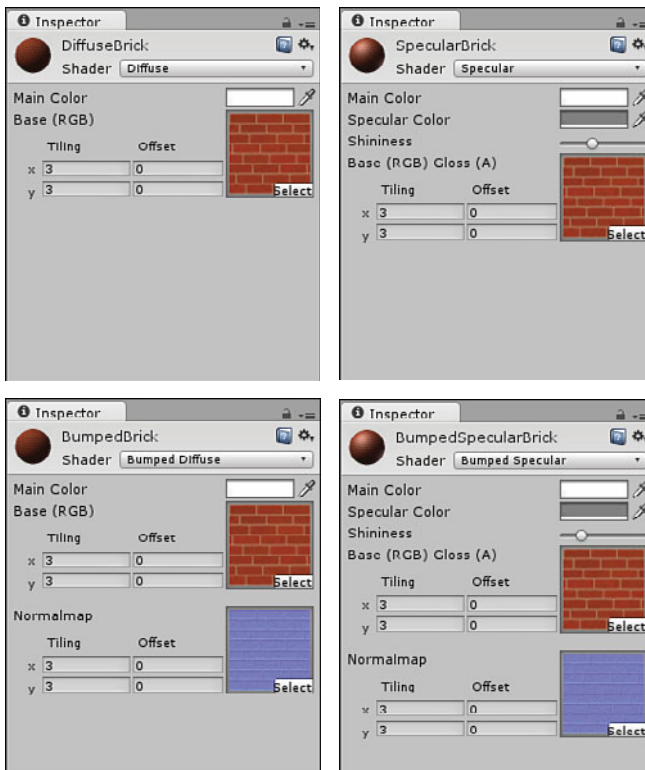 Inspector
DiffuseBrick
Shader Diffuse
Main Color
Base (RGB)
Tiling Offset
x 3 0
y 3 0
Select
Inspector
SpecularBrick
Shader Specular
Main Color
Specular Color
Shininess
Base (RGB) Gloss (A)
Tiling Offset
x 3 0
y 3 0
Select
Inspector
BumpedBrick
Shader Bumped Diffuse
Main Color
Base (RGB)
Tiling Offset
x 3 0
y 3 0
Select
Normalmap
Tiling Offset
x 3 0
y 3 0
Select
Inspector
BumpedSpecularBrick
Shader Bumped Specular
Main Color
Specular Color
Shininess
Base (RGB) Gloss (A)
Tiling Offset
x 3 0
y 3 0
Select
Normalmap
Tiling Offset
x 3 0
y 3 0
Select